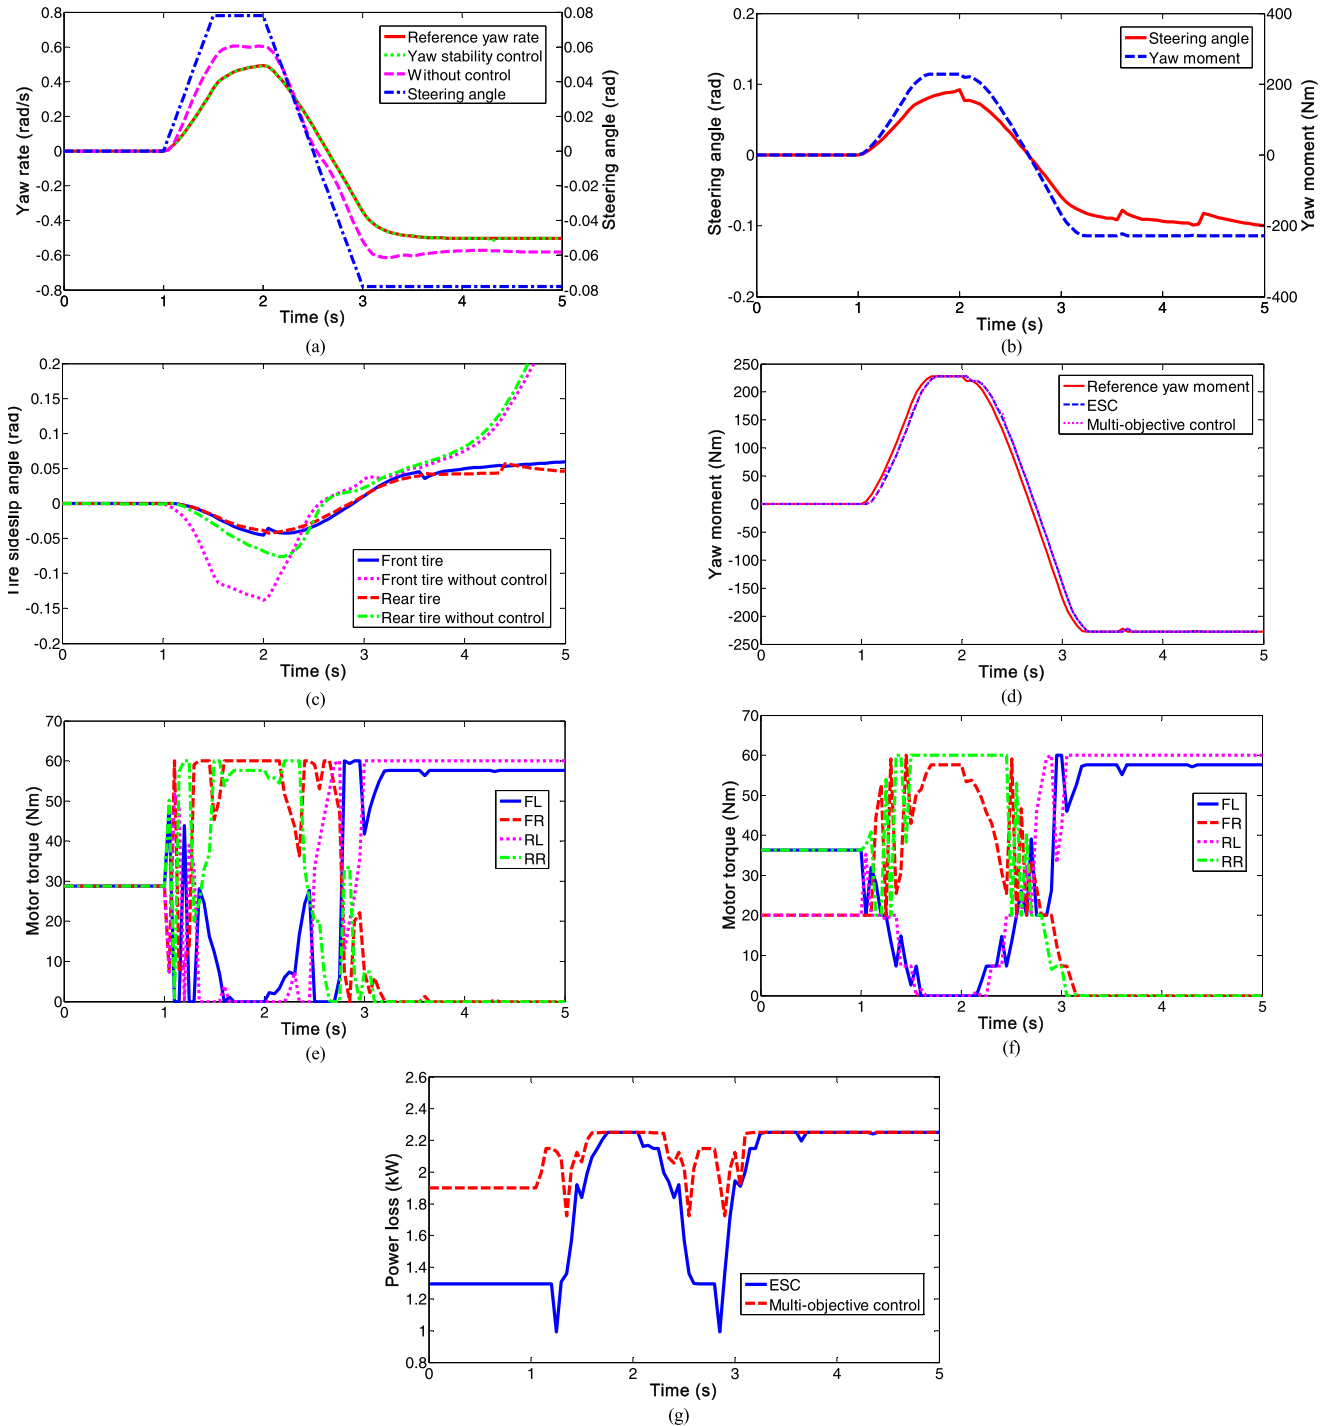 0.8
0.6
0.4
0.2
0
-0.2
-0.4
-0.6
-0.8
0.08
0.06
0.04
0.02
0
-0.02
-0.04
-0.06
-0.08
0 1 2 3 4 5
Yaw rate (rad/s)
Steering angle (rad)
Time (s)
Reference yaw rate
Yaw stability control
Without control
Steering angle
(a)
0.2
0.1
0
-0.1
-0.2
400
200
0
-200
-400
0 1 2 3 4 5
Steering angle (rad)
Yaw moment (Nm)
Time (s)
Steering angle
Yaw moment
(b)
0.2
0.15
0.1
0.05
0
-0.05
-0.1
-0.15
-0.2
0 1 2 3 4 5
Tire sideslip angle (rad)
Time (s)
Front tire
Front tire without control
Rear tire
Rear tire without control
(c)
250
200
150
100
50
0
-50
-100
-150
-200
-250
0 1 2 3 4 5
Yaw moment (Nm)
Time (s)
Reference yaw moment
ESC
Multi-objective control
(d)
70
60
50
40
30
20
10
0
0 1 2 3 4 5
Motor torque (Nm)
Time (s)
FL
FR
RL
RR
(e)
70
60
50
40
30
20
10
0
0 1 2 3 4 5
Motor torque (Nm)
Time (s)
FL
FR
RL
RR
(f)
2.6
2.4
2.2
2
1.8
1.6
1.4
1.2
1
0.8
0 1 2 3 4 5
Power loss (kW)
Time (s)
ESC
Multi-objective control
(g)